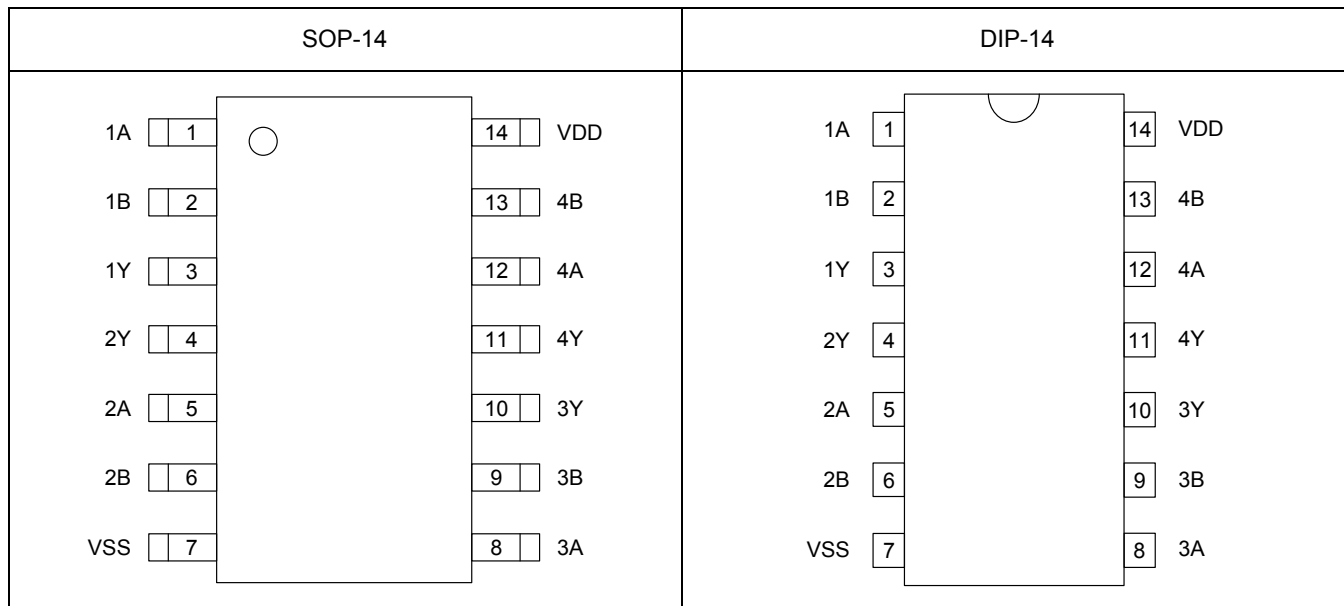 SOP-14 DIP-14
1A 1 14 VDD 1A 1 14 VDD
1B 2 13 4B 1B 2 13 4B
1Y 3 12 4A 1Y 3 12 4A
2Y 4 11 4Y 2Y 4 11 4Y
2A 5 10 3Y 2A 5 10 3Y
2B 6 9 3B 2B 6 9 3B
VSS 7 8 3A VSS 7 8 3A